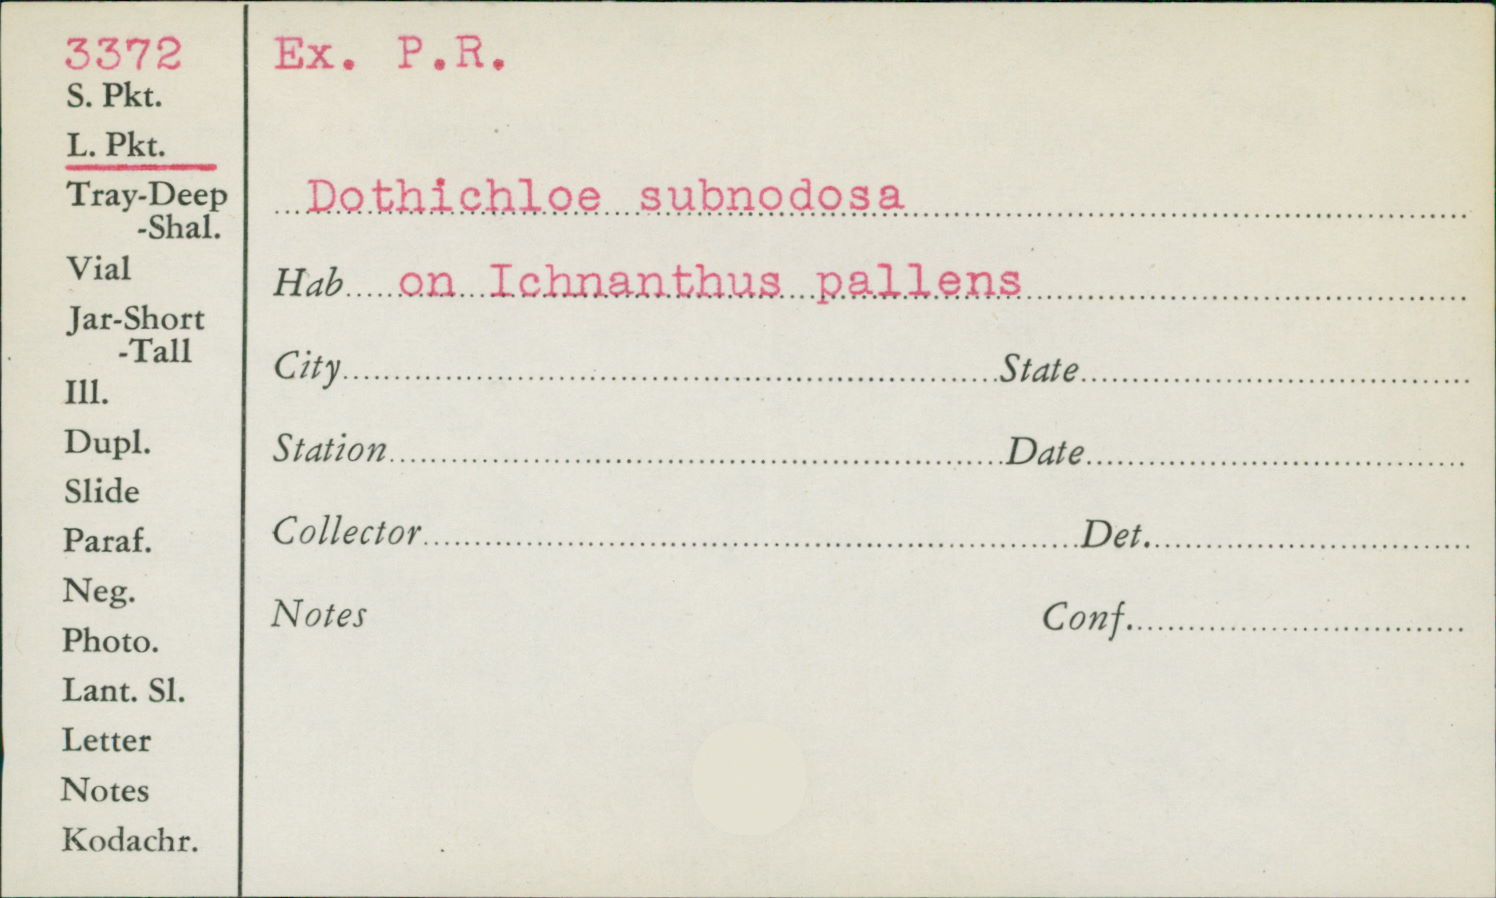 3372
S. Pkt.
L. Pkt.
Tray-Deep
-Shal.
Vial
Jar-Short
-Tall
Ill.
Dupl.
Slide
Paraf.
Neg.
Photo.
Lant. Sl.
Letter
Notes
Kodachr.
Ex. P.R.
Dothichloe subnodosa
Hab on Ichnanthus pallens
City State
Station Date
Collector Det.
Notes Conf.